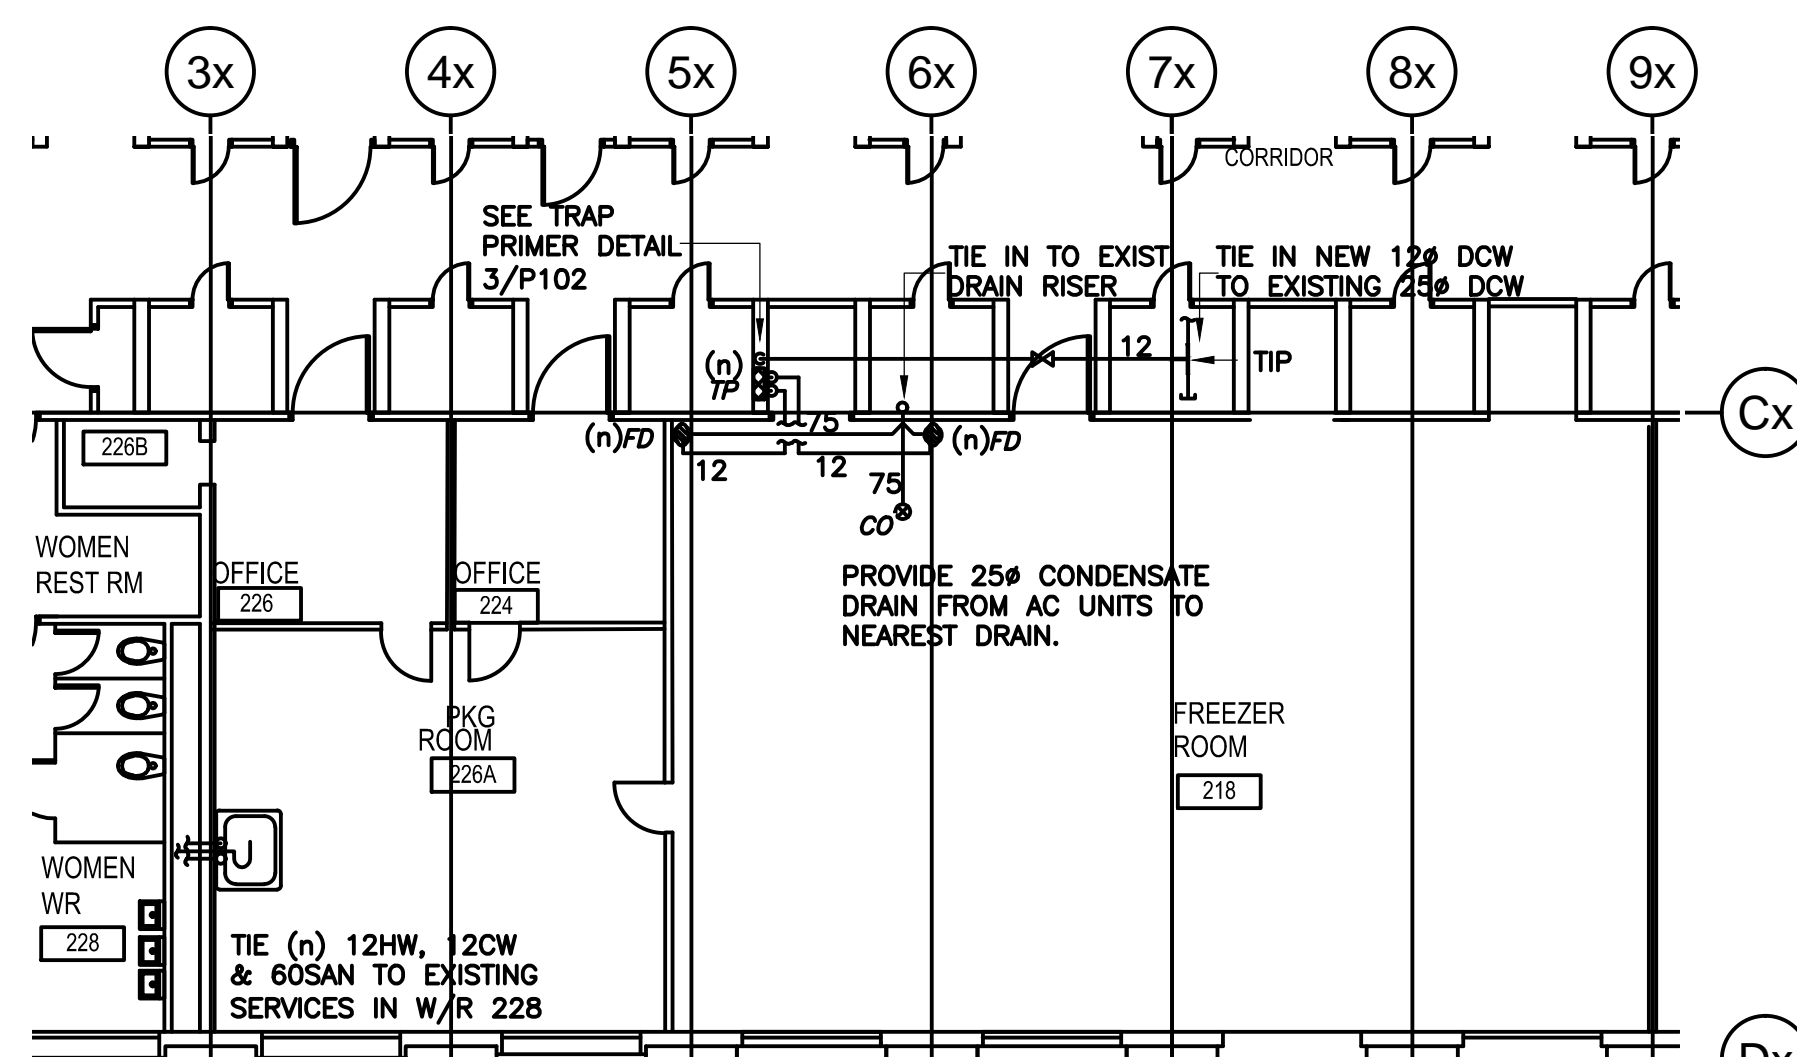 3x
4x
5x
6x
7x
8x
9x
CORRIDOR
SEE TRAP
PRIMER DETAIL
3/P102
TIE IN TO EXIST
DRAIN RISER
TIE IN NEW 12ø DCW
TO EXISTING 25ø DCW
12
TIP
(n)
TP
Cx
75
(n)FD
(n)FD
12
12
75
CO
226B
WOMEN
REST RM
OFFICE
226
OFFICE
224
PROVIDE 25ø CONDENSATE
DRAIN FROM AC UNITS TO
NEAREST DRAIN.
PKG
ROOM
226A
FREEZER
ROOM
218
WOMEN
WR
228
TIE (n) 12HW, 12CW
& 60SAN TO EXISTING
SERVICES IN W/R 228
Dx